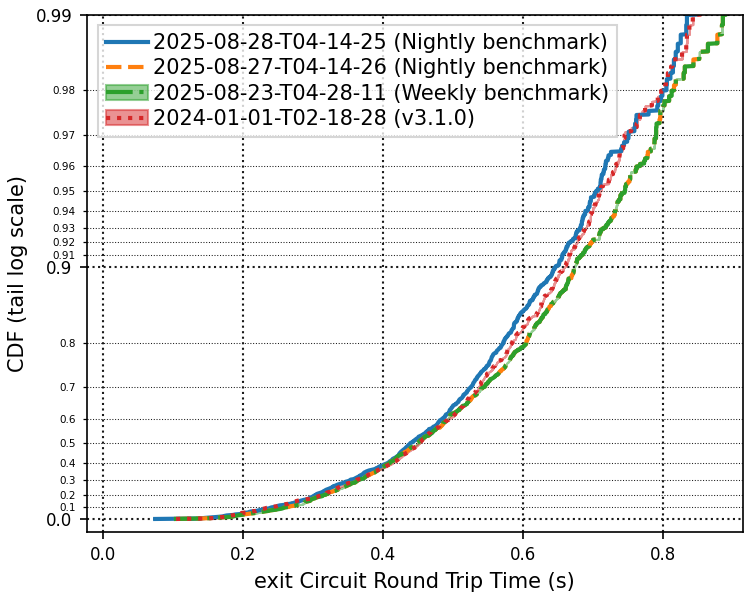 2025-08-28-T04-14-25 (Nightly benchmark)
2025-08-27-T04-14-26 (Nightly benchmark)
2025-08-23-T04-28-11 (Weekly benchmark)
2024-01-01-T02-18-28 (v3.1.0)
CDF (tail log scale)
0.99
0.98
0.97
0.96
0.95
0.94
0.93
0.92
0.91
0.9
0.8
0.7
0.6
0.5
0.4
0.3
0.2
0.1
0.0
0.0 0.2 0.4 0.6 0.8
exit Circuit Round Trip Time (s)